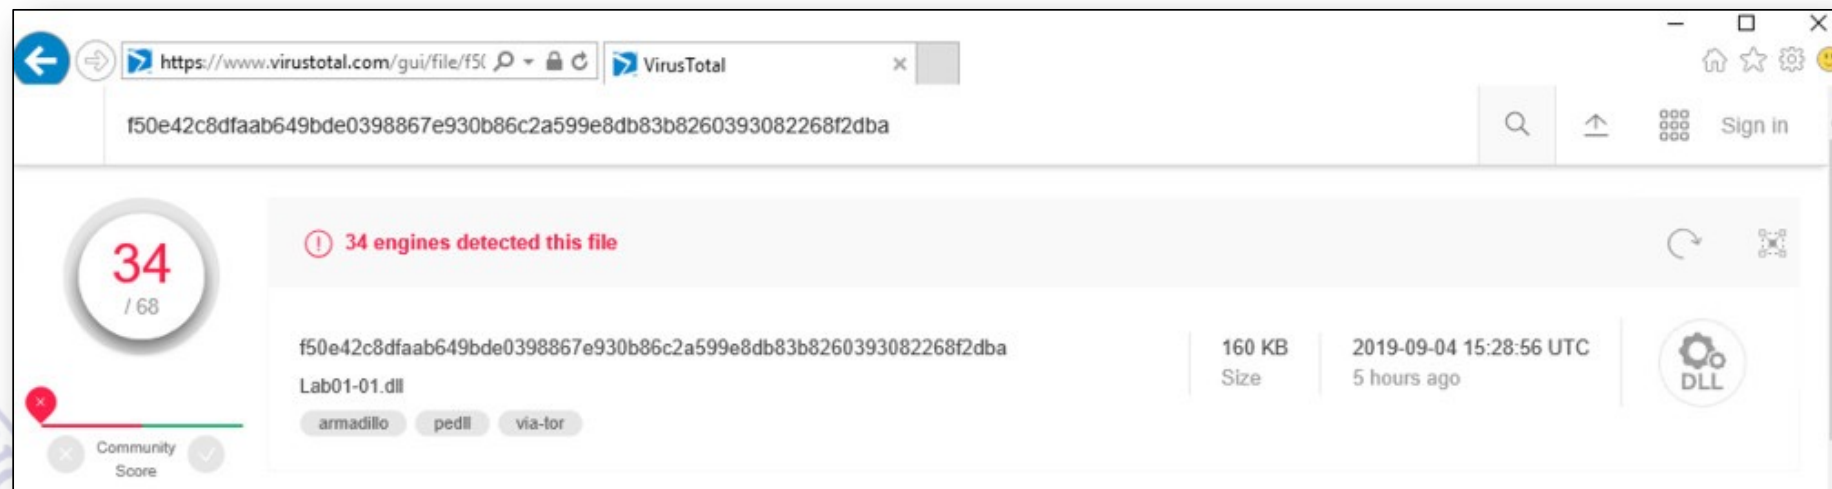 https://www.virustotal.com/gui/file/f5(
VirusTotal
f50e42c8dfaab649bde0398867e930b86c2a599e8db83b8260393082268f2dba
Sign in
34
/ 68
34 engines detected this file
f50e42c8dfaab649bde0398867e930b86c2a599e8db83b8260393082268f2dba
Lab01-01.dll
armadillo pedll via-tor
160 KB
Size
2019-09-04 15:28:56 UTC
5 hours ago
DLL
Community
Score